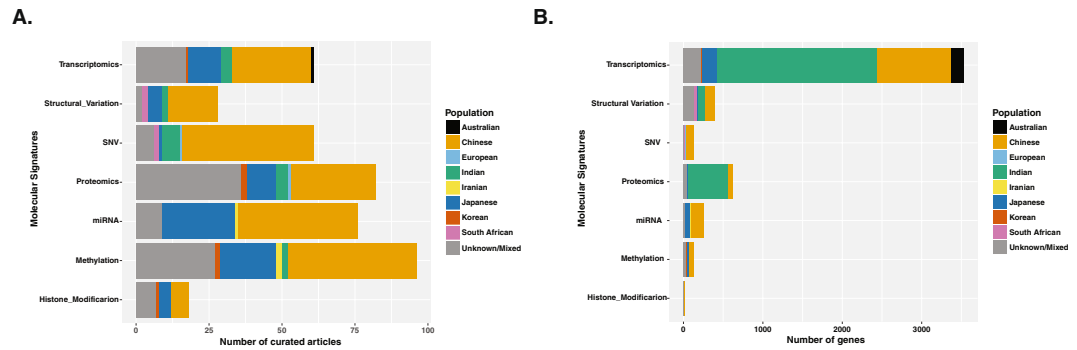 A.
Molecular Signatures
Transcriptomics
Structural_Variation
SNV
Proteomics
miRNA
Methylation
Histone_Modificarion
0 25 50 75 100
Number of curated articles
Population
Australian
Chinese
European
Indian
Iranian
Japanese
Korean
South African
Unknown/Mixed
B.
Molecular Signatures
Transcriptomics
Structural Variation
SNV
Proteomics
miRNA
Methylation
Histone_Modificarion
0 1000 2000 3000
Number of genes
Population
Australian
Chinese
European
Indian
Iranian
Japanese
Korean
South African
Unknown/Mixed